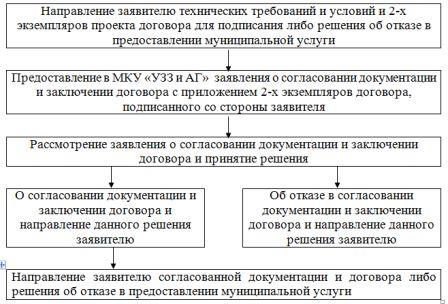 Направление заявителю технических требований и условий и 2-х
экземпляров проекта договора для подписания либо решения об отказе в
предоставлении муниципальной услуги
Предоставление в МКУ «УЗЗ и АГ» заявления о согласовании документации
и заключении договора с приложением 2-х экземпляров договора,
подписанного со стороны заявителя
Рассмотрение заявления о согласовании документации и заключении
договора и принятие решения
О согласовании документации и
заключении договора и
направление данного решения
заявителю
Об отказе в согласовании
документации и заключении
договора и направление данного
решения заявителю
Направление заявителю согласованной документации и договора либо
решения об отказе в предоставлении муниципальной услуги